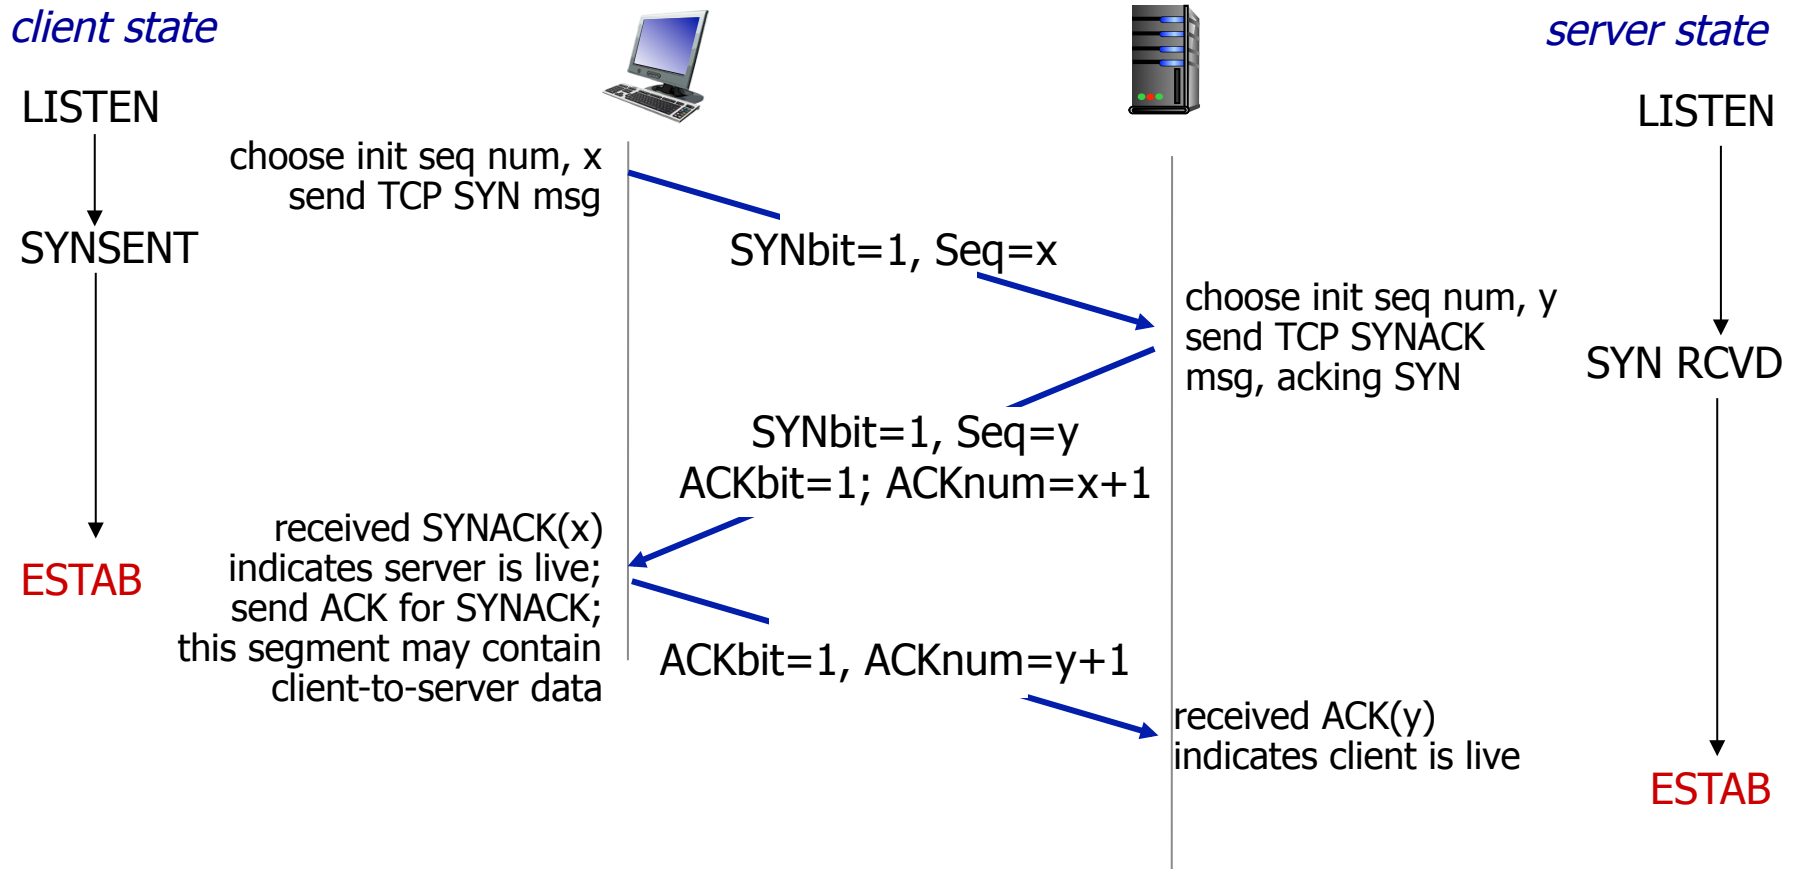 client state
server state
LISTEN
LISTEN
choose init seq num, x
send TCP SYN msg
SYNSENT
SYNbit=1, Seq=x
choose init seq num, y
send TCP SYNACK
msg, acking SYN
SYN RCVD
SYNbit=1, Seq=y
ACKbit=1; ACKnum=x+1
received SYNACK(x)
indicates server is live;
send ACK for SYNACK;
this segment may contain
client-to-server data
ESTAB
ACKbit=1, ACKnum=y+1
received ACK(y)
indicates client is live
ESTAB